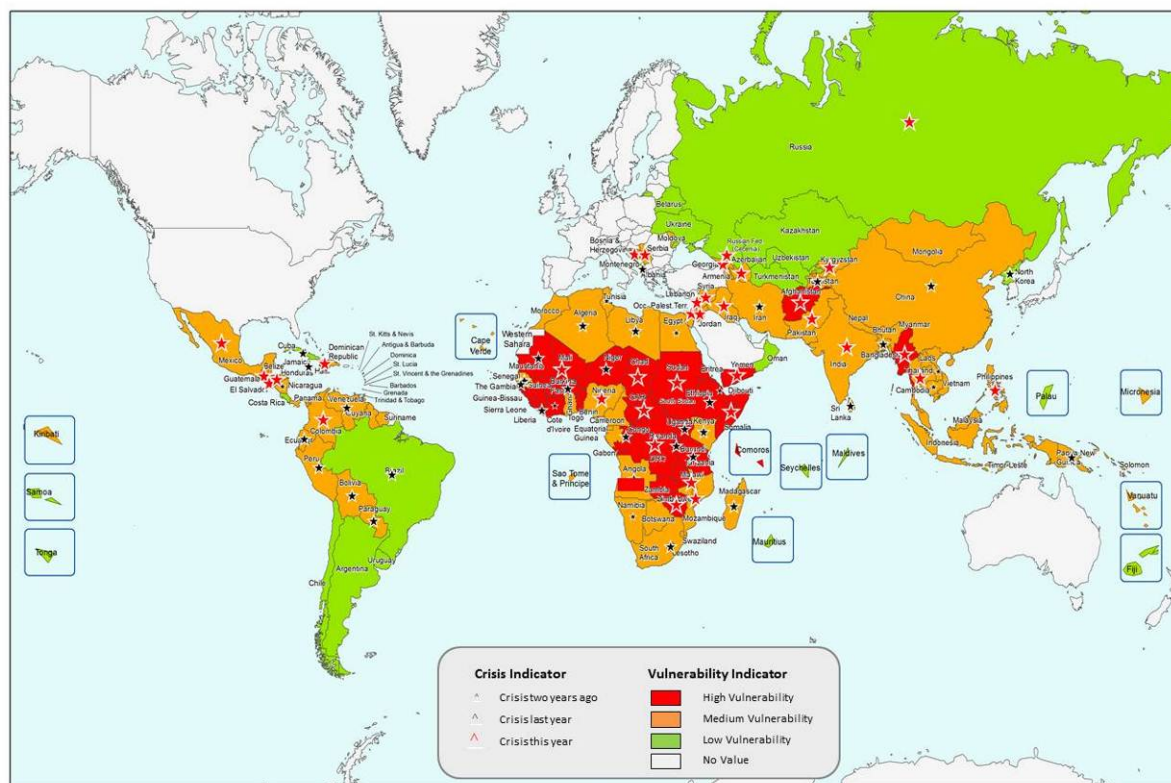 Russia
Belarus
Ukraine
Moldova
Kazakhstan
Mongolia
Bosnia &
Herzegovina
Serbia
Montenegro
Albania
Russian Fed
Georgia
Azerbaijan
Armenia
Uzbekistan
Turkmenistan
Kyrgyzstan
North
Korea
China
Afghanistan
Syria
Lebanon
Occ. Palest.Terr
Iraq
Jordan
Iran
Pakistan
Nepal
Bhutan
Bangladesh
Myanmar
India
Laos
Vietnam
Cambodia
Philippines
Sri
Lanka
Malaysia
Indonesia
Timor-Leste
Papua New
Guinea
Solomon Is
Tunisia
Morocco
Algeria
Libya
Egypt
Western
Sahara
Mauritania
Mali
Niger
Chad
Sudan
Eritrea
Yemen
Oman
Djibouti
Senegal
The Gambia
Guinea-Bissau
Sierra Leone
Liberia
Cote
d'Ivoire
Togo
Benin
Nigeria
Cameroon
Equatorial
Guinea
Gabon
Congo
CAR
South Sudan
Ethiopia
Somalia
Uganda
Kenya
DRC
Angola
Namibia
Botswana
South
Africa
Mozambique
Swaziland
Lesotho
Madagascar
Mexico
Cuba
Belize
Guatemala
El Salvador
Honduras
Nicaragua
Costa Rica
Panama
Dominican
Republic
St. Kitts & Nevis
Antigua & Barbuda
Dominica
St. Lucia
St. Vincent & the Grenadines
Barbados
Grenada
Trinidad & Tobago
Venezuela
Guyana
Suriname
Colombia
Ecuador
Peru
Brazil
Bolivia
Paraguay
Uruguay
Argentina
Chile
Cape
Verde
Sao Tome
& Principe
Comoros
Seychelles
Maldives
Mauritius
Palau
Micronesia
Vanuatu
Fiji
Kiribati
Samoa
Tonga
Crisis Indicator
Crisis two years ago
Crisis last year
Crisis this year
Vulnerability Indicator
High Vulnerability
Medium Vulnerability
Low Vulnerability
No Value